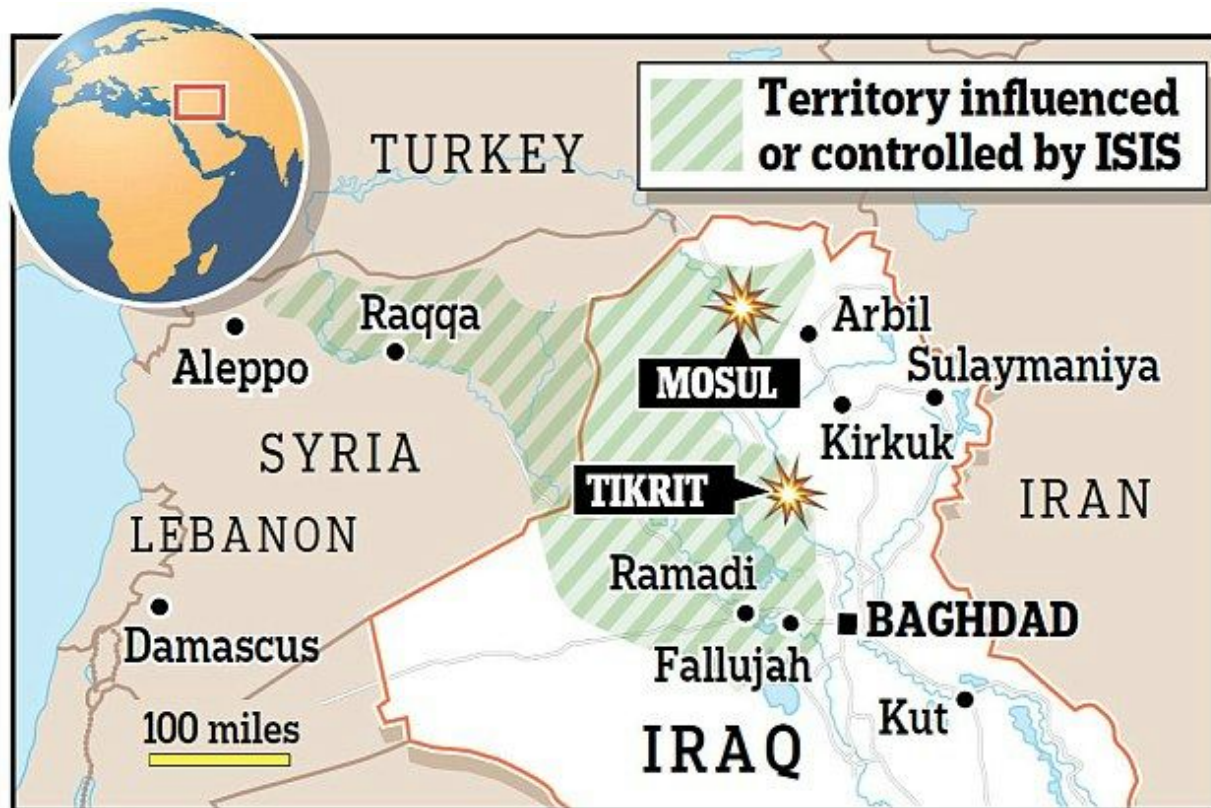 Territory influenced
or controlled by ISIS
TURKEY
Raqqa
Aleppo
Arbil
MOSUL
Sulaymaniya
Kirkuk
SYRIA
TIKRIT
IRAN
LEBANON
Ramadi
Damascus
BAGHDAD
Fallujah
Kut
100 miles
IRAQ